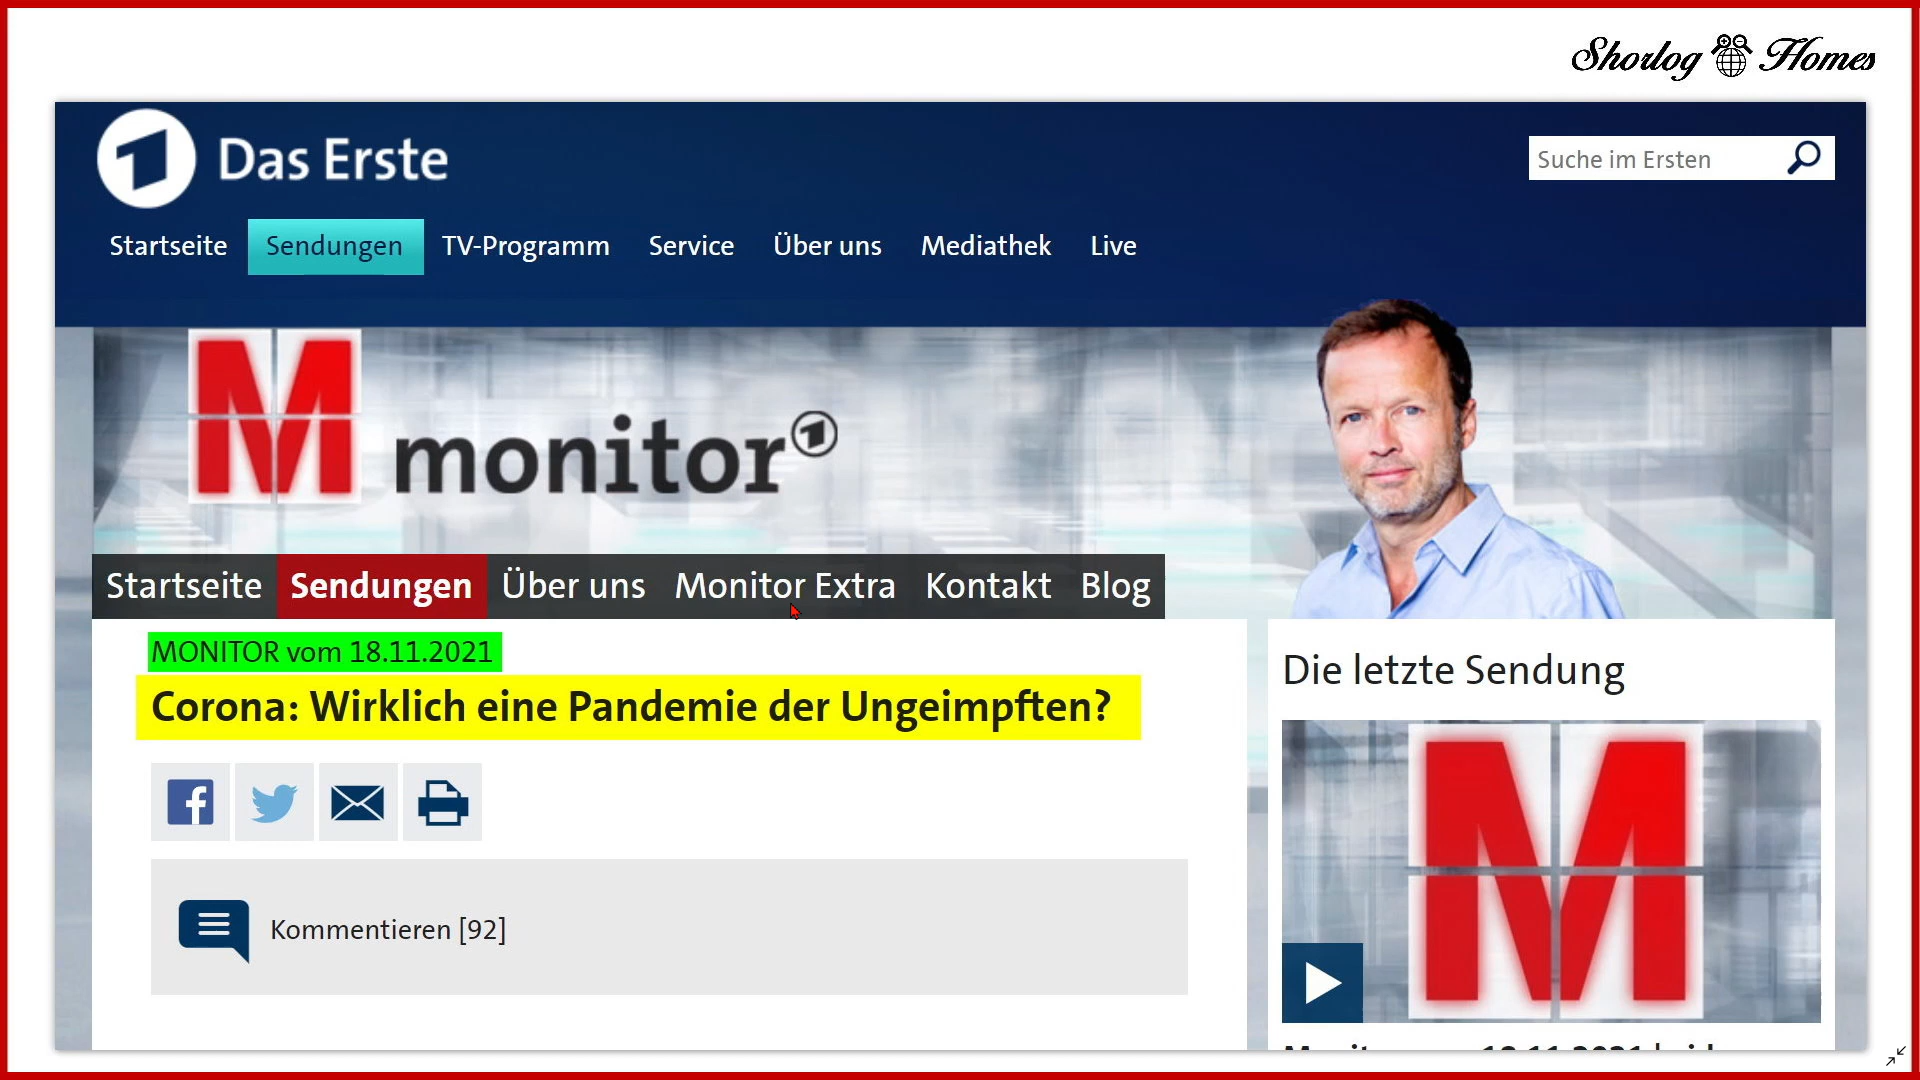 Shorlog Homes
Das Erste
Suche im Ersten
Startseite Sendungen TV-Programm Service Über uns Mediathek Live
M monitor
Startseite Sendungen Über uns Monitor Extra Kontakt Blog
MONITOR vom 18.11.2021
Corona: Wirklich eine Pandemie der Ungeimpften?
Kommentieren [92]
Die letzte Sendung
M